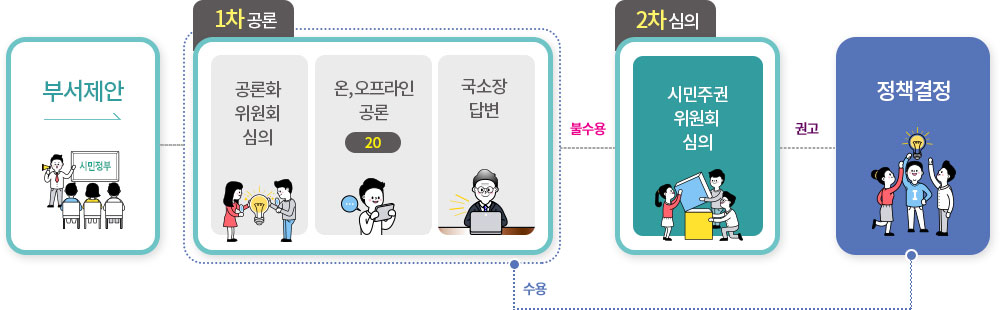 부서제안
시민정부
1차 공론
공론화
위원회
심의
온,오프라인
공론
20
국소장
답변
불수용
2차 심의
시민주권
위원회
심의
권고
정책결정
수용